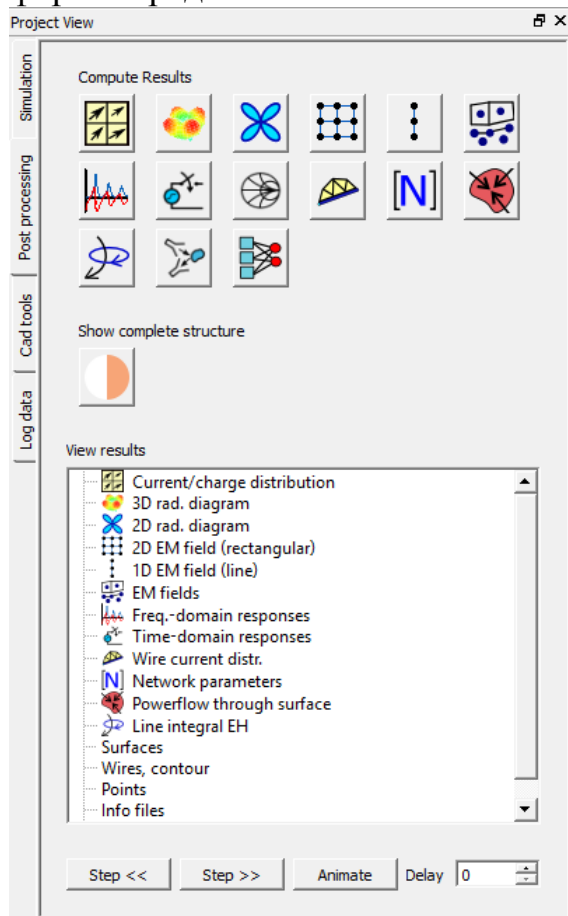 Project View
Simulation
Post processing
Cad tools
Log data
Compute Results
[N]
Show complete structure
View results
Current/charge distribution
3D rad. diagram
2D rad. diagram
2D EM field (rectangular)
1D EM field (line)
EM fields
Freq.-domain responses
Time-domain responses
Wire current distr.
[N] Network parameters
Powerflow through surface
Line integral EH
Surfaces
Wires, contour
Points
Info files
Step << Step >> Animate Delay 0